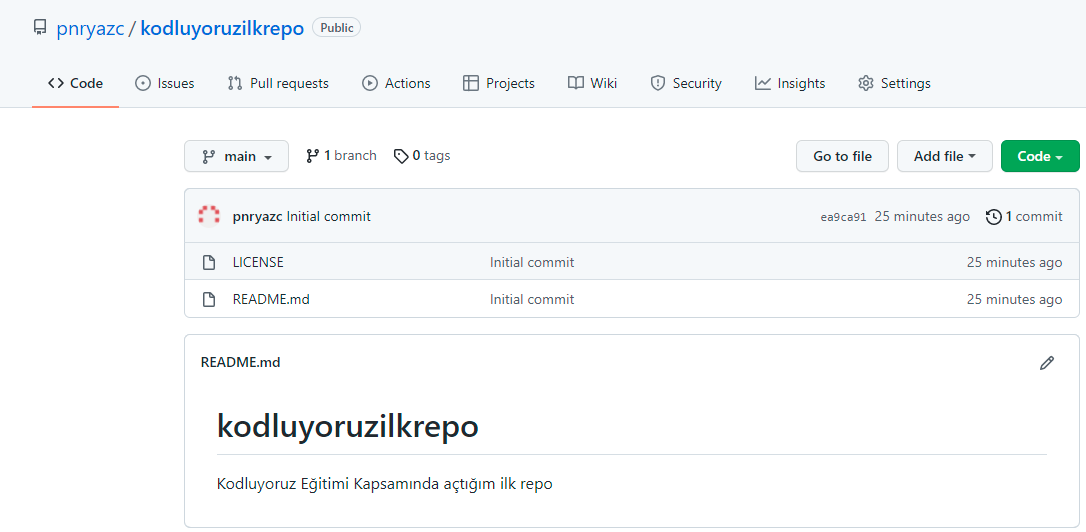 pnryazc / kodluyoruzilkrepo Public
Code Issues Pull requests Actions Projects Wiki Security Insights Settings
main 1 branch 0 tags Go to file Add file Code
pnryazc Initial commit ea9ca91 25 minutes ago 1 commit
LICENSE Initial commit 25 minutes ago
README.md Initial commit 25 minutes ago
README.md
kodluyoruzilkrepo
Kodluyoruz Eğitimi Kapsamında açtığım ilk repo